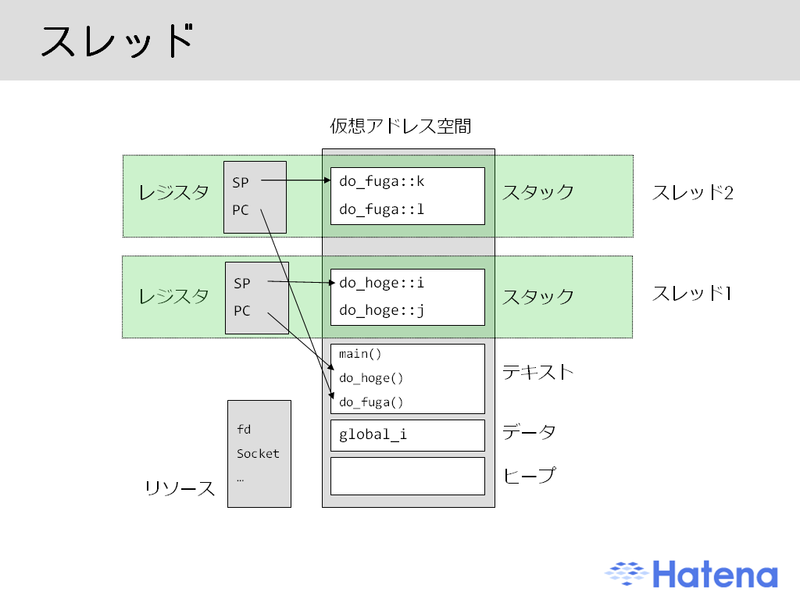 スレッド
仮想アドレス空間
レジスタ
SP
PC
do_fuga::k
do_fuga::l
スタック
スレッド2
レジスタ
SP
PC
do_hoge::i
do_hoge::j
スタック
スレッド1
main()
do_hoge()
do_fuga()
テキスト
global_i
データ
ヒープ
リソース
fd
Socket
…
Hatena